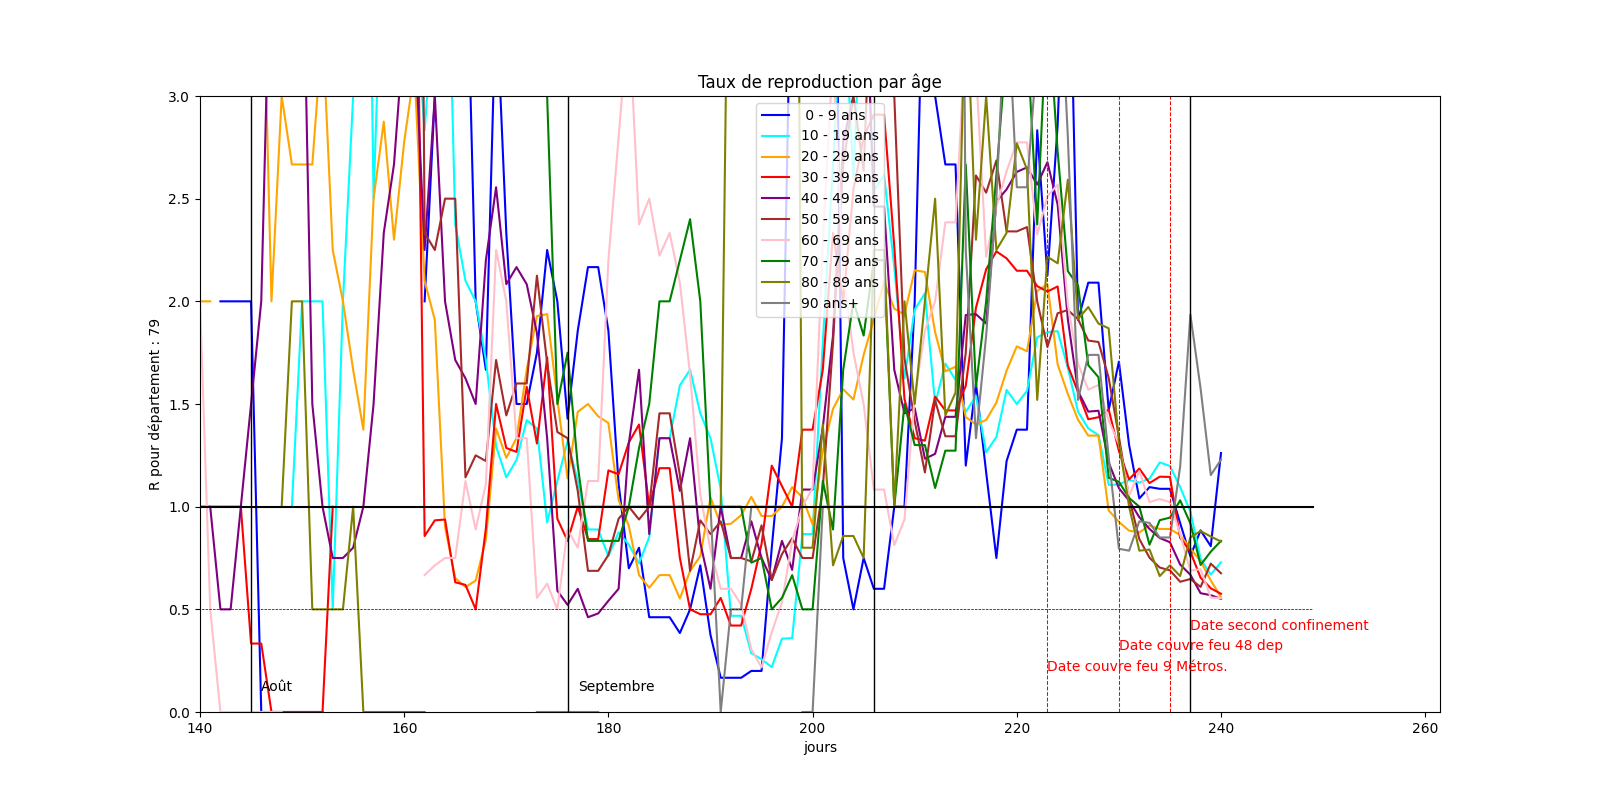 Taux de reproduction par âge
R pour département : 79
3.0
2.5
2.0
1.5
1.0
0.5
0.0
0 - 9 ans
10 - 19 ans
20 - 29 ans
30 - 39 ans
40 - 49 ans
50 - 59 ans
60 - 69 ans
70 - 79 ans
80 - 89 ans
90 ans+
Date second confinement
Date couvre feu 48 dep
Date couvre feu 9 Métros.
Août
Septembre
140
160
180
200
220
240
260
jours